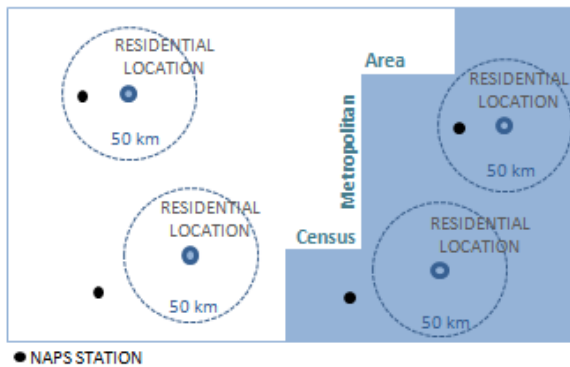 RESIDENTIAL
LOCATION
50 km
Area
RESIDENTIAL
LOCATION
50 km
Metropolitan
RESIDENTIAL
LOCATION
50 km
Census
RESIDENTIAL
LOCATION
50 km
NAPS STATION